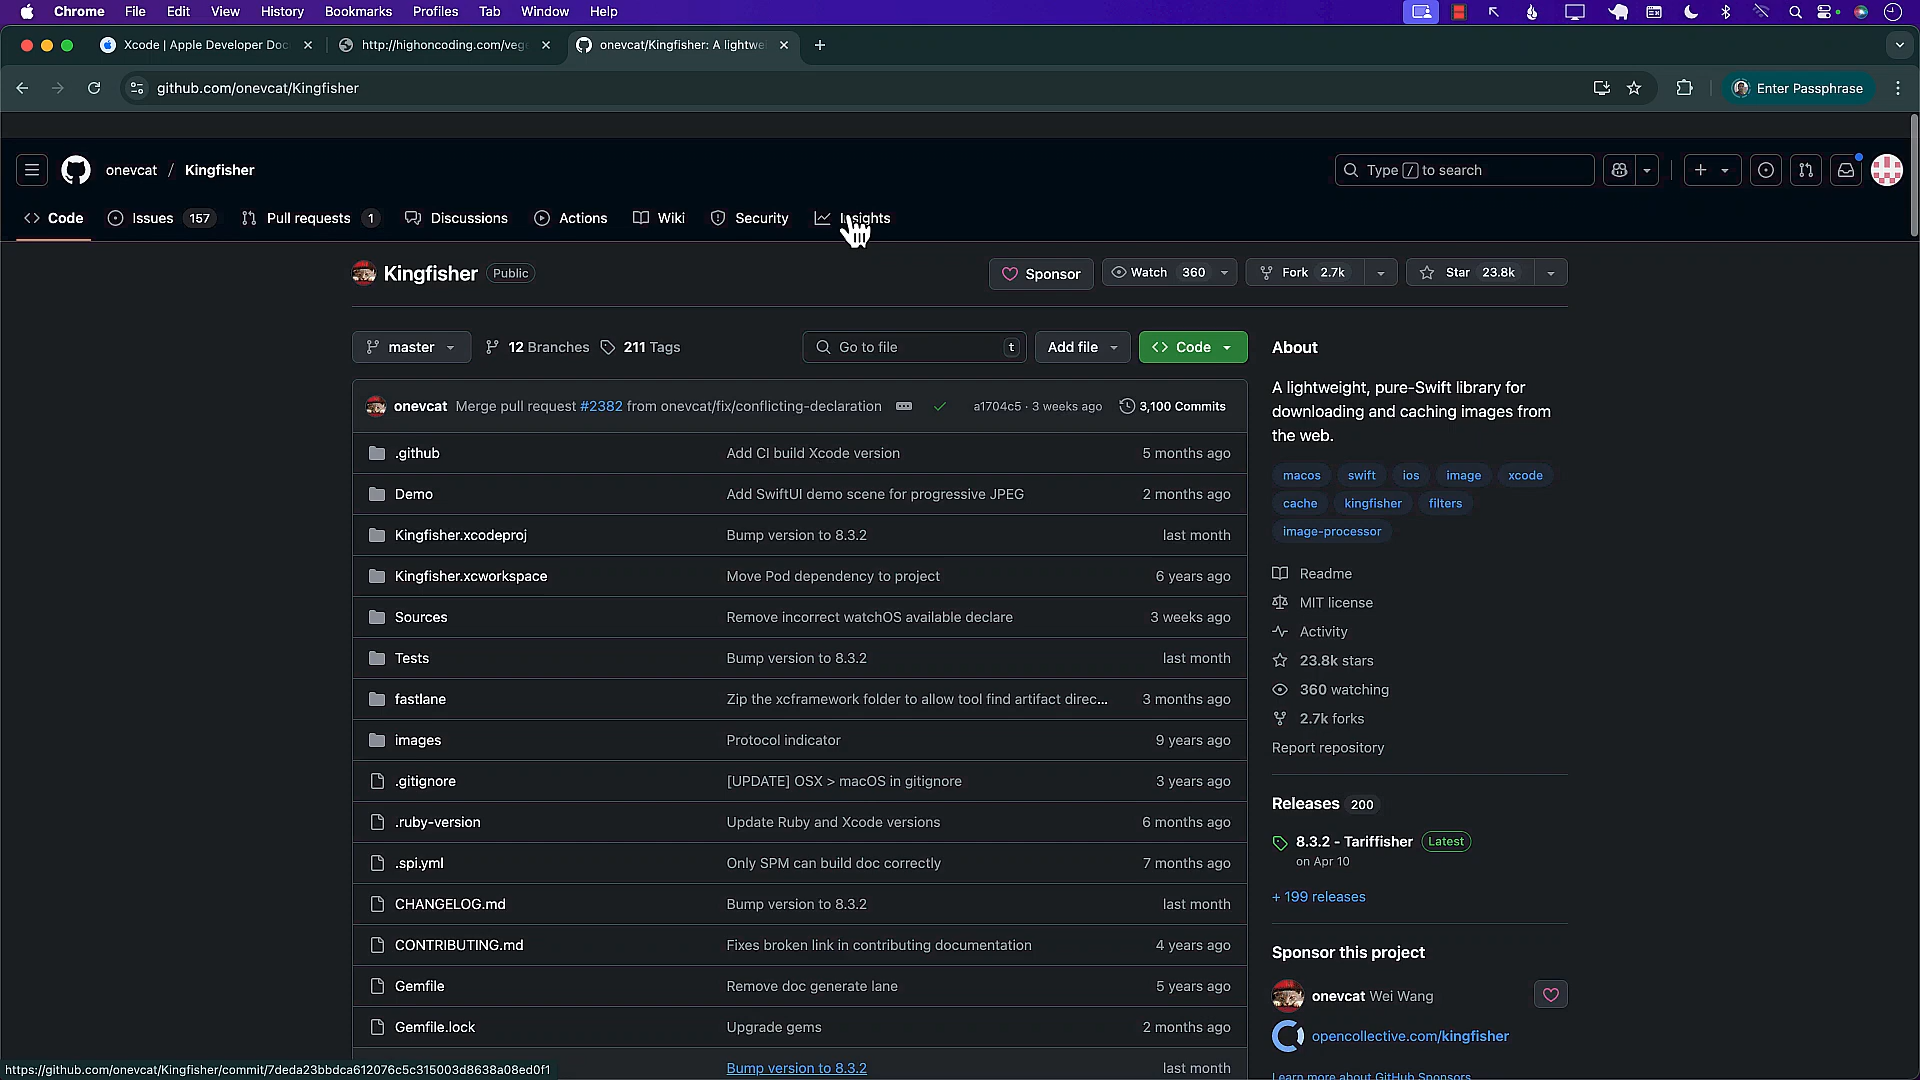 Chrome File Edit View History Bookmarks Profiles Tab Window Help
Xcode | Apple Developer Doc
http://highoncoding.com/veg
onevcat/Kingfisher: A lightwei
github.com/onevcat/Kingfisher
Enter Passphrase
onevcat / Kingfisher
Type / to search
Code Issues 157 Pull requests 1 Discussions Actions Wiki Security Insights
Kingfisher Public
Sponsor Watch 360 Fork 2.7k Star 23.8k
master 12 Branches 211 Tags Go to file t Add file Code
onevcat Merge pull request #2382 from onevcat/fix/conflicting-declaration a1704c5 · 3 weeks ago 3,100 Commits
.github Add CI build Xcode version 5 months ago
Demo Add SwiftUI demo scene for progressive JPEG 2 months ago
Kingfisher.xcodeproj Bump version to 8.3.2 last month
Kingfisher.xcworkspace Move Pod dependency to project 6 years ago
Sources Remove incorrect watchOS available declare 3 weeks ago
Tests Bump version to 8.3.2 last month
fastlane Zip the xcframework folder to allow tool find artifact direc... 3 months ago
images Protocol indicator 9 years ago
.gitignore [UPDATE] OSX > macOS in gitignore 3 years ago
.ruby-version Update Ruby and Xcode versions 6 months ago
.spi.yml Only SPM can build doc correctly 7 months ago
CHANGELOG.md Bump version to 8.3.2 last month
CONTRIBUTING.md Fixes broken link in contributing documentation 4 years ago
Gemfile Remove doc generate lane 5 years ago
Gemfile.lock Upgrade gems 2 months ago
Bump version to 8.3.2 last month
About
A lightweight, pure-Swift library for
downloading and caching images from
the web.
macos swift ios image xcode
cache kingfisher filters
image-processor
Readme
MIT license
Activity
23.8k stars
360 watching
2.7k forks
Report repository
Releases 200
8.3.2 - Tariffisher Latest
on Apr 10
+ 199 releases
Sponsor this project
onevcat Wei Wang
opencollective.com/kingfisher
Learn more about GitHub Sponsors
https://github.com/onevcat/Kingfisher/commit/7deda23bbdca612076c5c315003d8638a08ed0f1